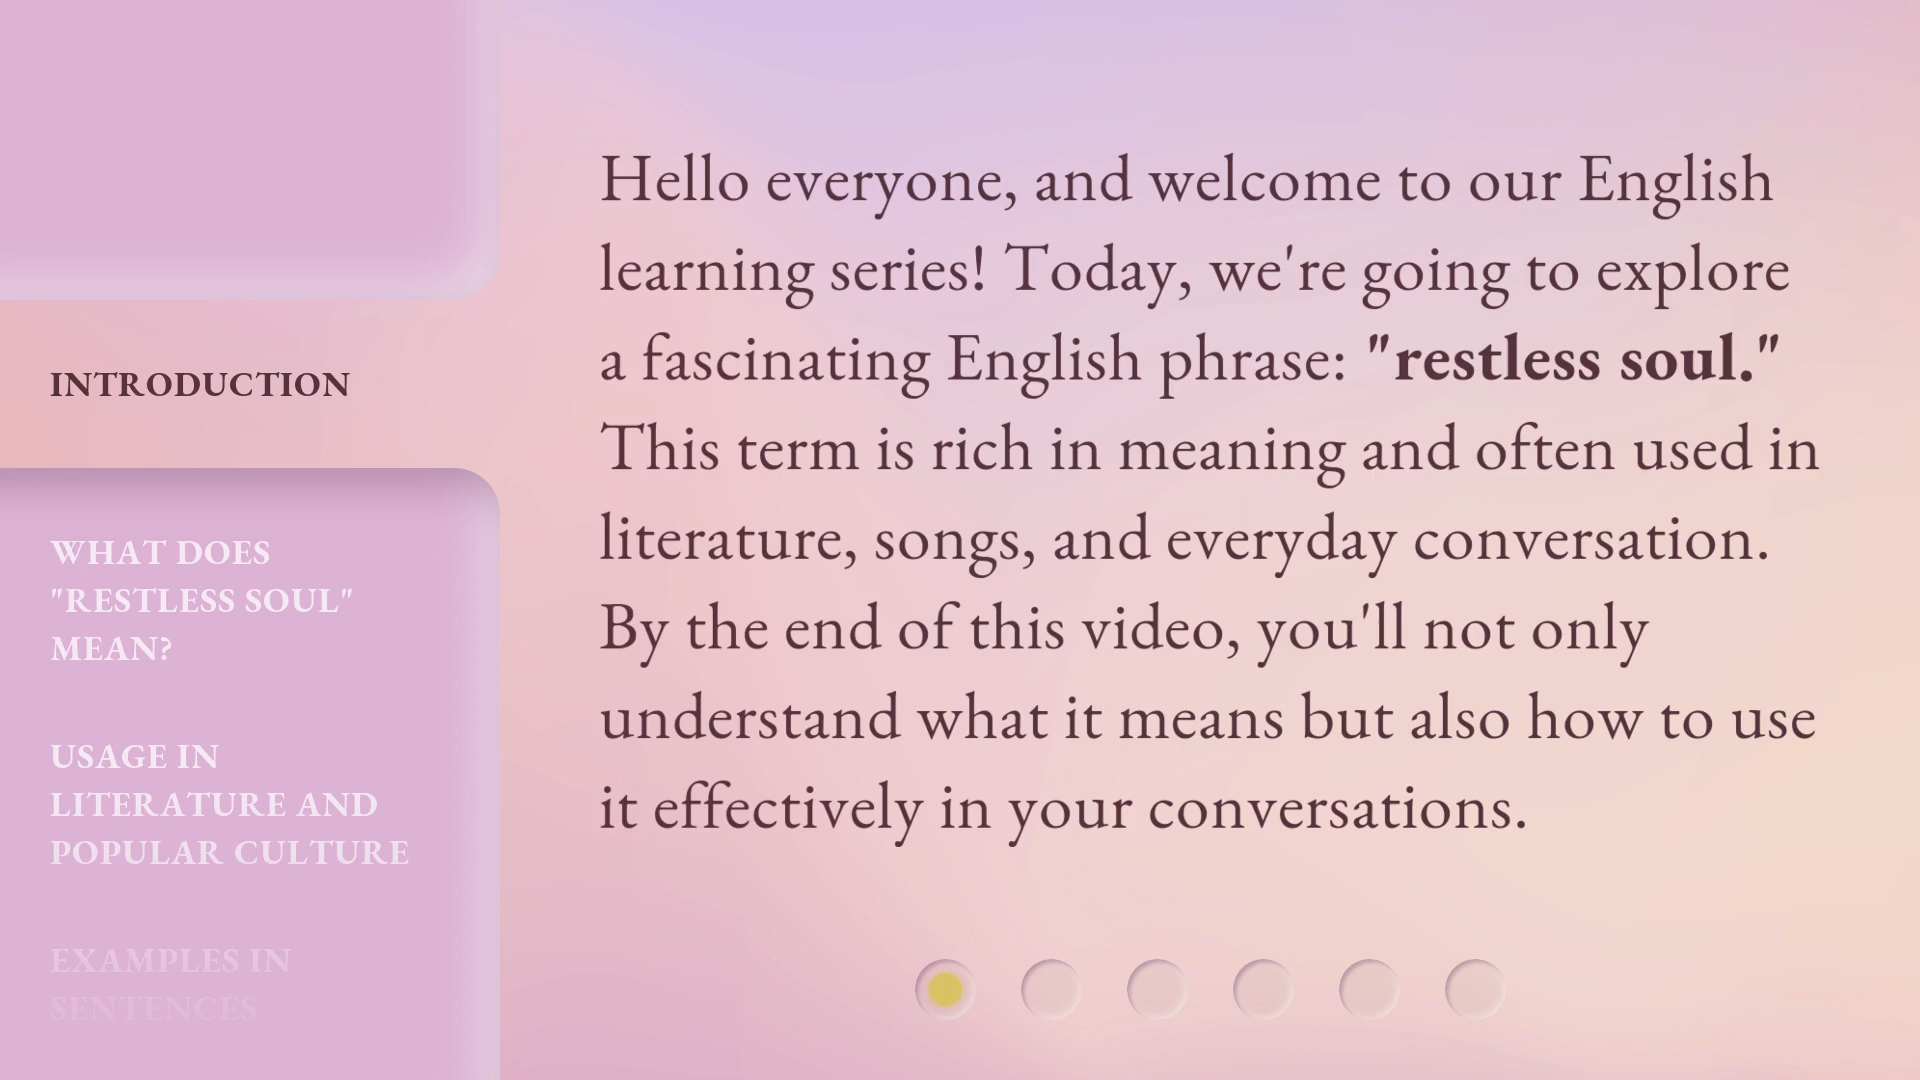 INTRODUCTION
WHAT DOES
"RESTLESS SOUL"
MEAN?
USAGE IN
LITERATURE AND
POPULAR CULTURE
EXAMPLES IN
SENTENCES
Hello everyone, and welcome to our English
learning series! Today, we're going to explore
a fascinating English phrase: "restless soul."
This term is rich in meaning and often used in
literature, songs, and everyday conversation.
By the end of this video, you'll not only
understand what it means but also how to use
it effectively in your conversations.